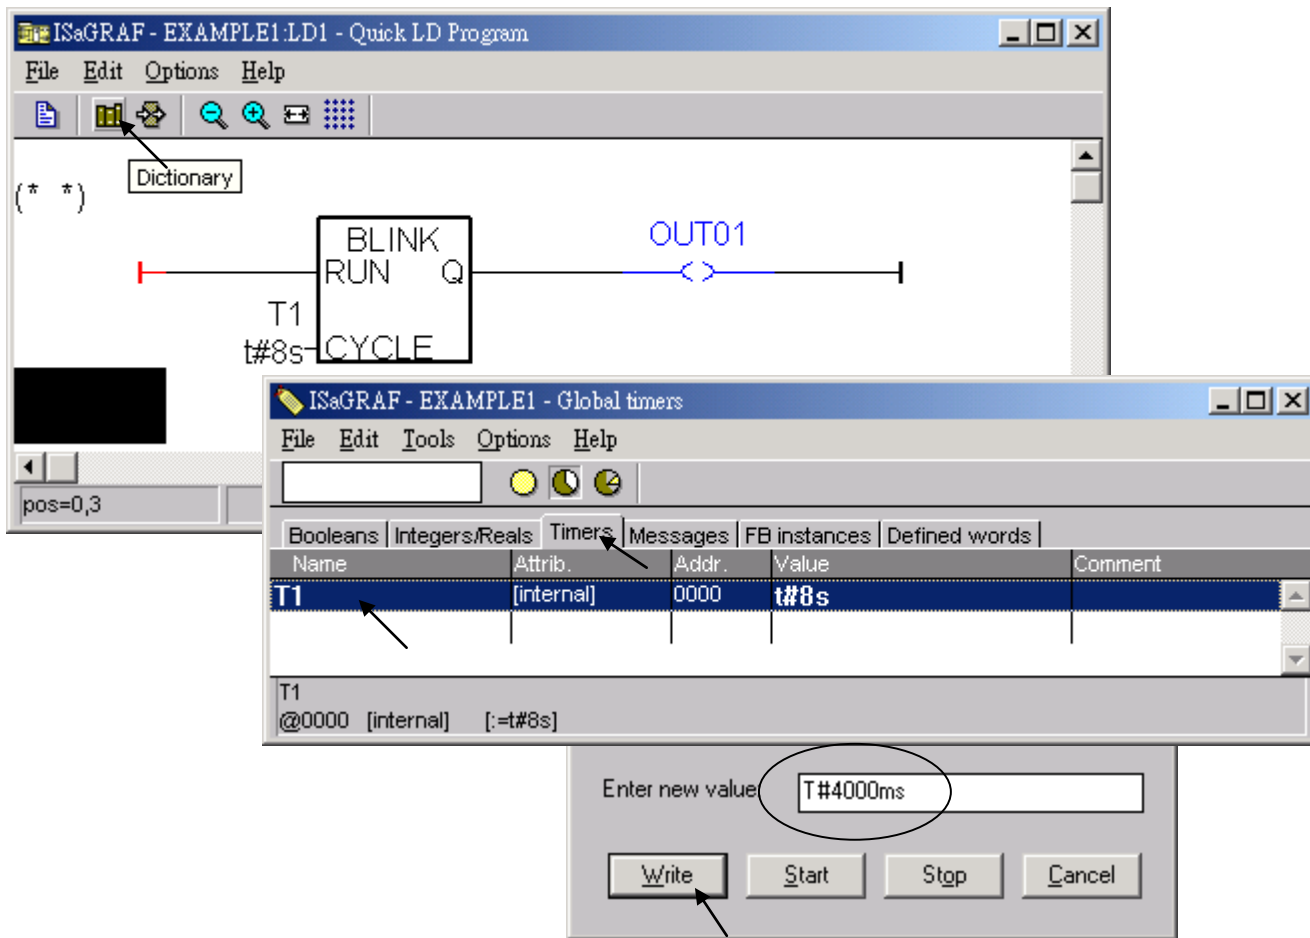 ISaGRAF - EXAMPLE1:LD1 - Quick LD Program
File Edit Options Help
Dictionary
(* *)
BLINK
OUT01
RUN Q
T1
t#8s
CYCLE
pos=0,3
ISaGRAF - EXAMPLE1 - Global timers
File Edit Tools Options Help
Booleans Integers/Reals Timers Messages FB instances Defined words
Name Attrib. Addr. Value Comment
T1 [internal] 0000 t#8s
T1
@0000 [internal] [:=t#8s]
Enter new value T#4000ms
Write Start Stop Cancel